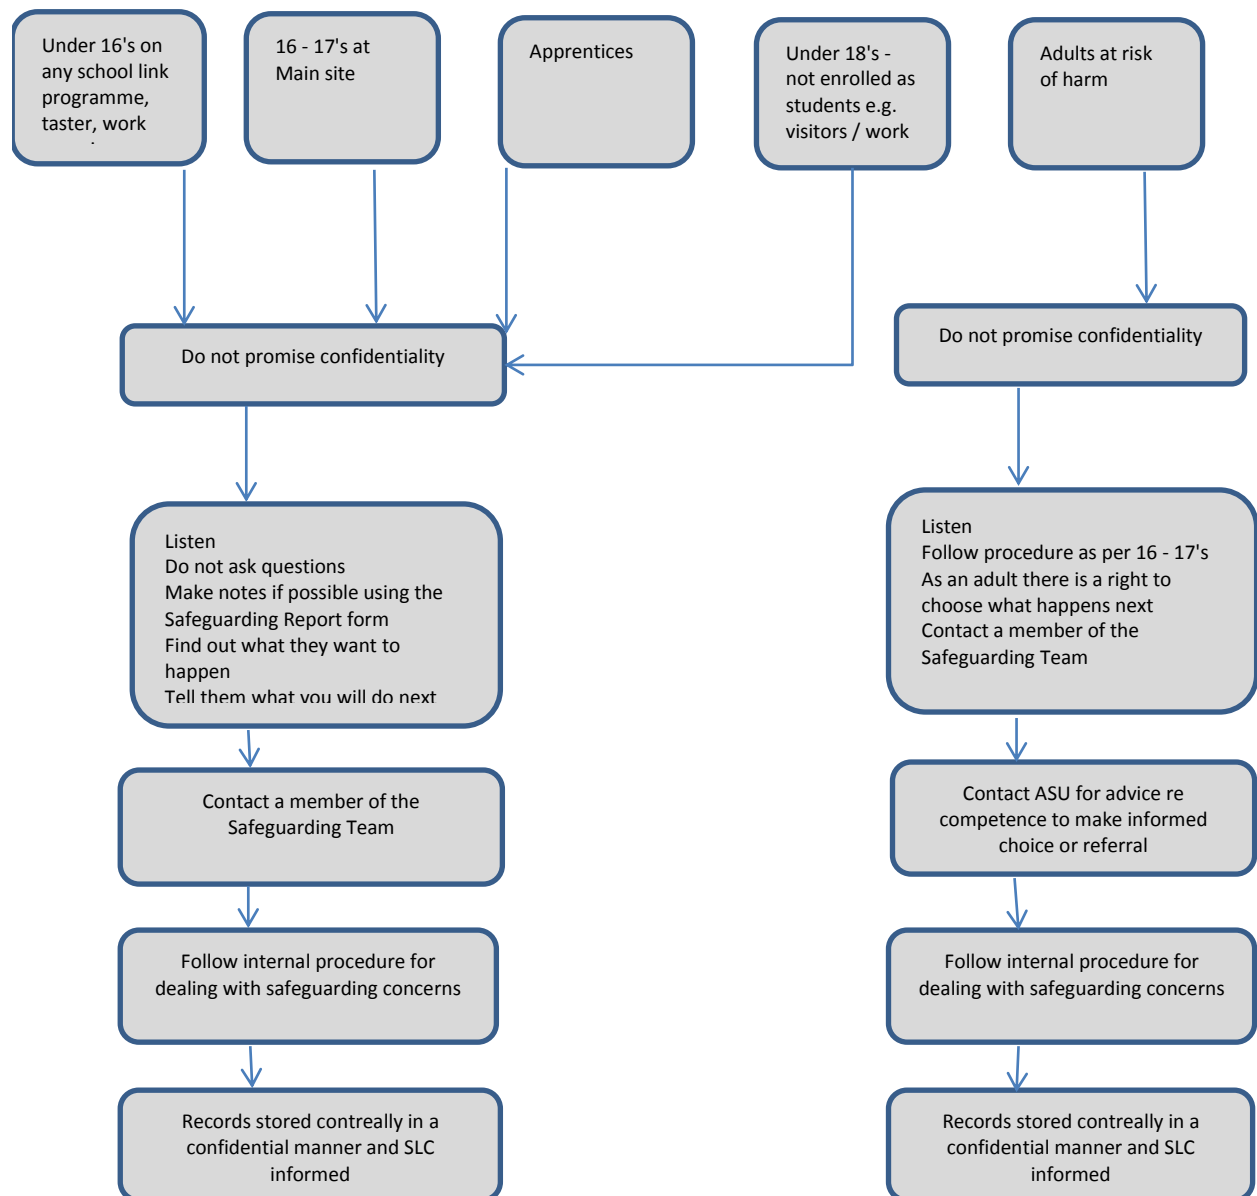 Under 16's on
any school link
programme,
taster, work
16 - 17's at
Main site
Apprentices
Under 18's -
not enrolled as
students e.g.
visitors / work
Adults at risk
of harm
Do not promise confidentiality
Do not promise confidentiality
Listen
Do not ask questions
Make notes if possible using the
Safeguarding Report form
Find out what they want to
happen
Tell them what you will do next
Listen
Follow procedure as per 16 - 17's
As an adult there is a right to
choose what happens next
Contact a member of the
Safeguarding Team
Contact a member of the
Safeguarding Team
Contact ASU for advice re
competence to make informed
choice or referral
Follow internal procedure for
dealing with safeguarding concerns
Follow internal procedure for
dealing with safeguarding concerns
Records stored contreally in a
confidential manner and SLC
informed
Records stored contreally in a
confidential manner and SLC
informed